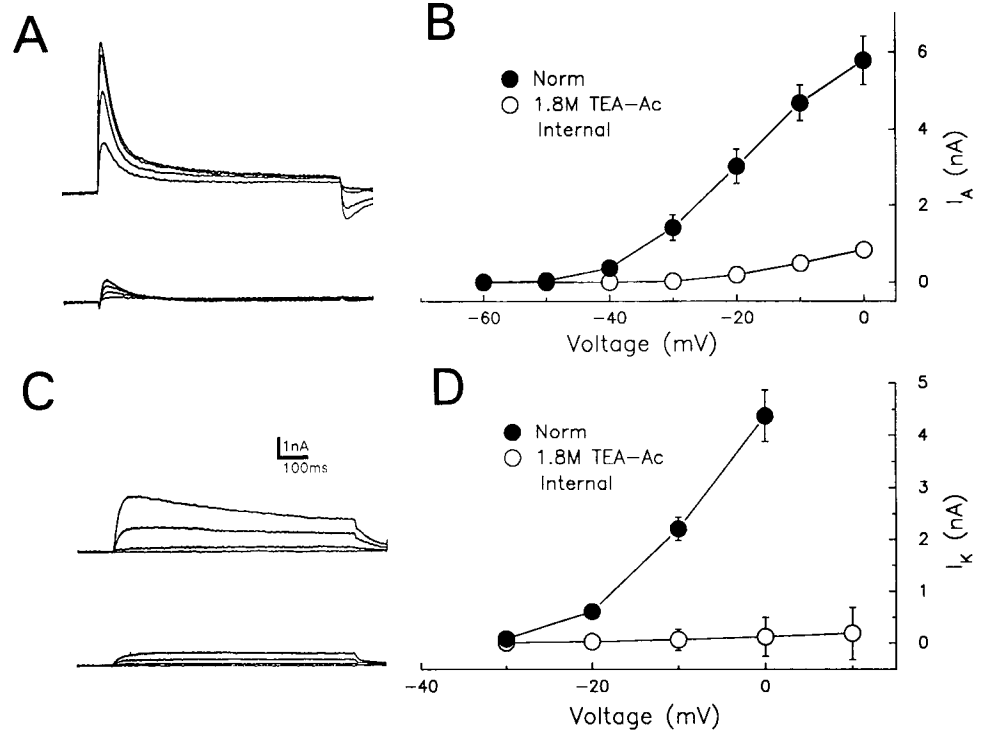 A
B
Norm
1.8M TEA-Ac
Internal
6
4
2
0
I_A (nA)
-60
-40
-20
0
Voltage (mV)
C
1nA
100ms
D
Norm
1.8M TEA-Ac
Internal
5
4
3
2
1
0
I_K (nA)
-40
-20
0
Voltage (mV)